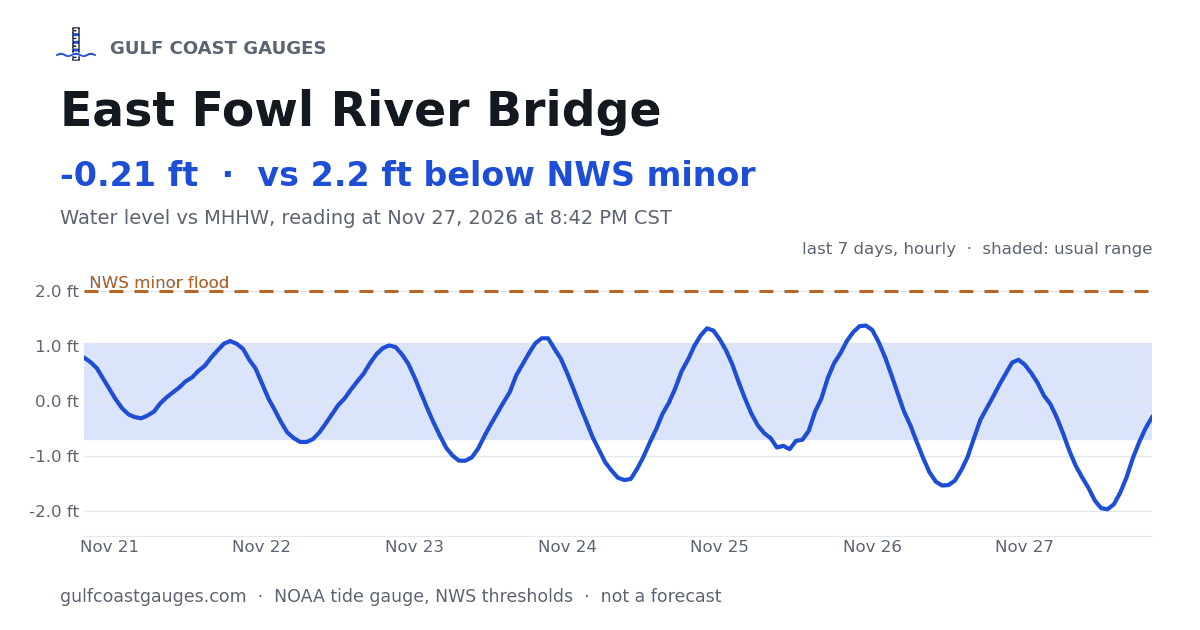 GULF COAST GAUGES
East Fowl River Bridge
-0.21 ft · vs 2.2 ft below NWS minor
Water level vs MHHW, reading at Nov 27, 2026 at 8:42 PM CST
last 7 days, hourly · shaded: usual range
NWS minor flood
2.0 ft
1.0 ft
0.0 ft
-1.0 ft
-2.0 ft
Nov 21 Nov 22 Nov 23 Nov 24 Nov 25 Nov 26 Nov 27
gulfcoastgauges.com · NOAA tide gauge, NWS thresholds · not a forecast